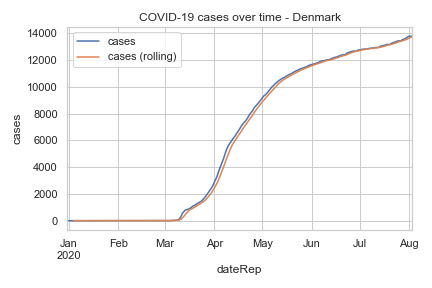 COVID-19 cases over time - Denmark
cases
cases (rolling)
14000
12000
10000
8000
6000
4000
2000
0
cases
Jan Feb Mar Apr May Jun Jul Aug
2020
dateRep